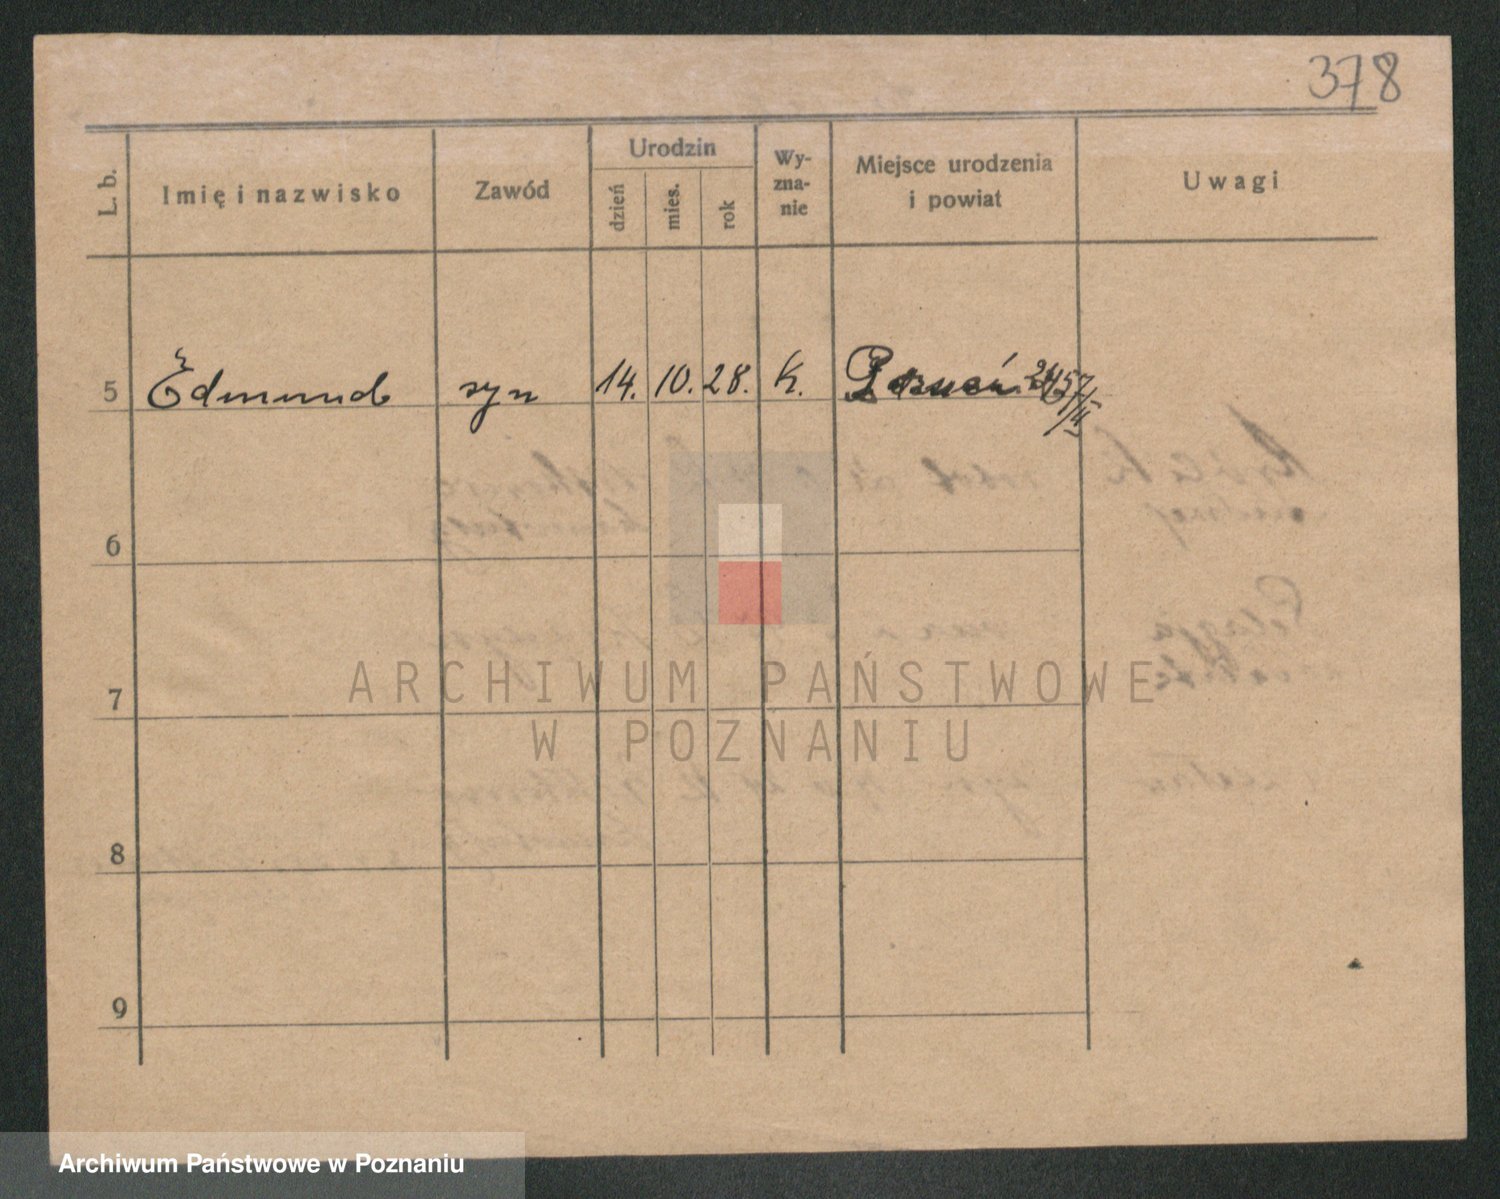 378
L. b. Imię i nazwisko Zawód Urodzin dzień mies. rok Wy-zna-nie Miejsce urodzenia i powiat Uwagi
5 Edmund syn 14. 10. 28. K. Poznań
6
7
8
9
ARCHIWUM PAŃSTWOWE
W POZNANIU
Archiwum Państwowe w Poznaniu